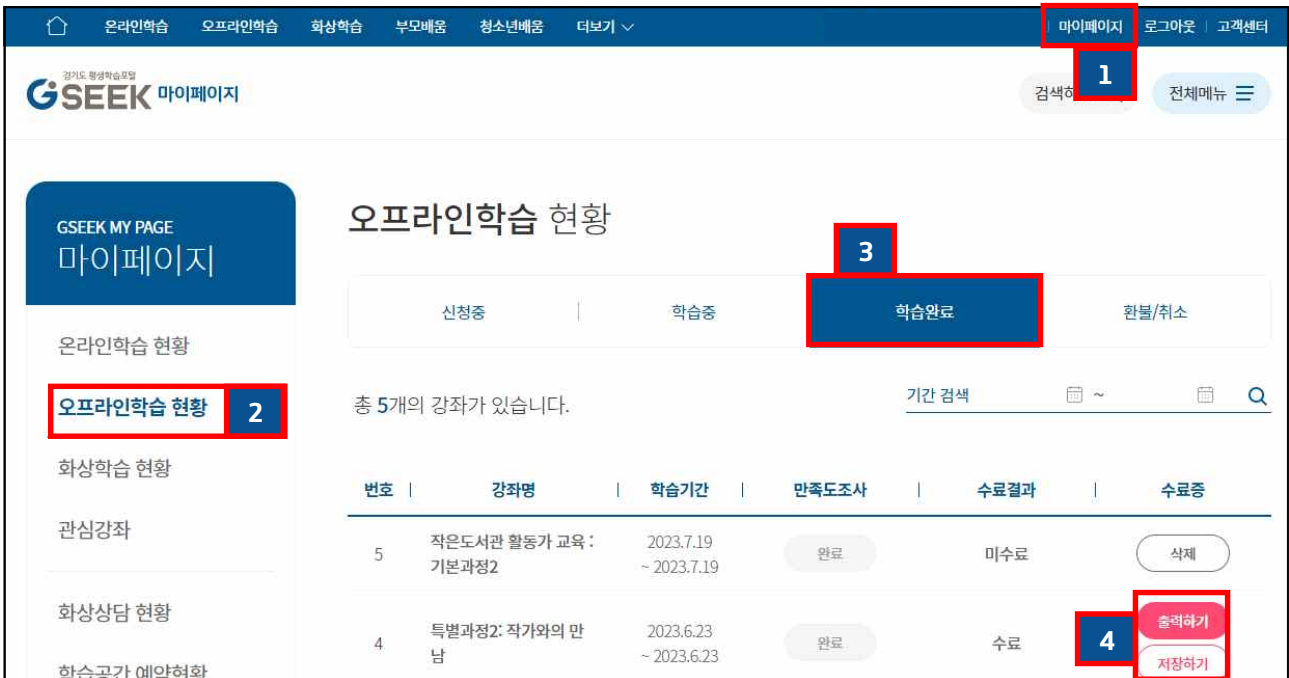 온라인학습 오프라인학습 화상학습 부모배움 청소년배움 더보기 마이페이지 로그아웃 고객센터
1
경기도 평생학습포털
GSEEK 마이페이지
검색하 전체메뉴
GSEEK MY PAGE
마이페이지
온라인학습 현황
오프라인학습 현황 2
화상학습 현황
관심강좌
화상상담 현황
학습공간 예약현황
오프라인학습 현황
3
신청중 학습중 학습완료 환불/취소
총 5개의 강좌가 있습니다. 기간 검색 ~
번호 강좌명 학습기간 만족도조사 수료결과 수료증
5 작은도서관 활동가 교육 : 2023.7.19 완료 미수료 삭제
기본과정2 ~ 2023.7.19
출력하기
4 특별과정2: 작가와의 만 2023.6.23 완료 수료 4
남 ~ 2023.6.23
저장하기